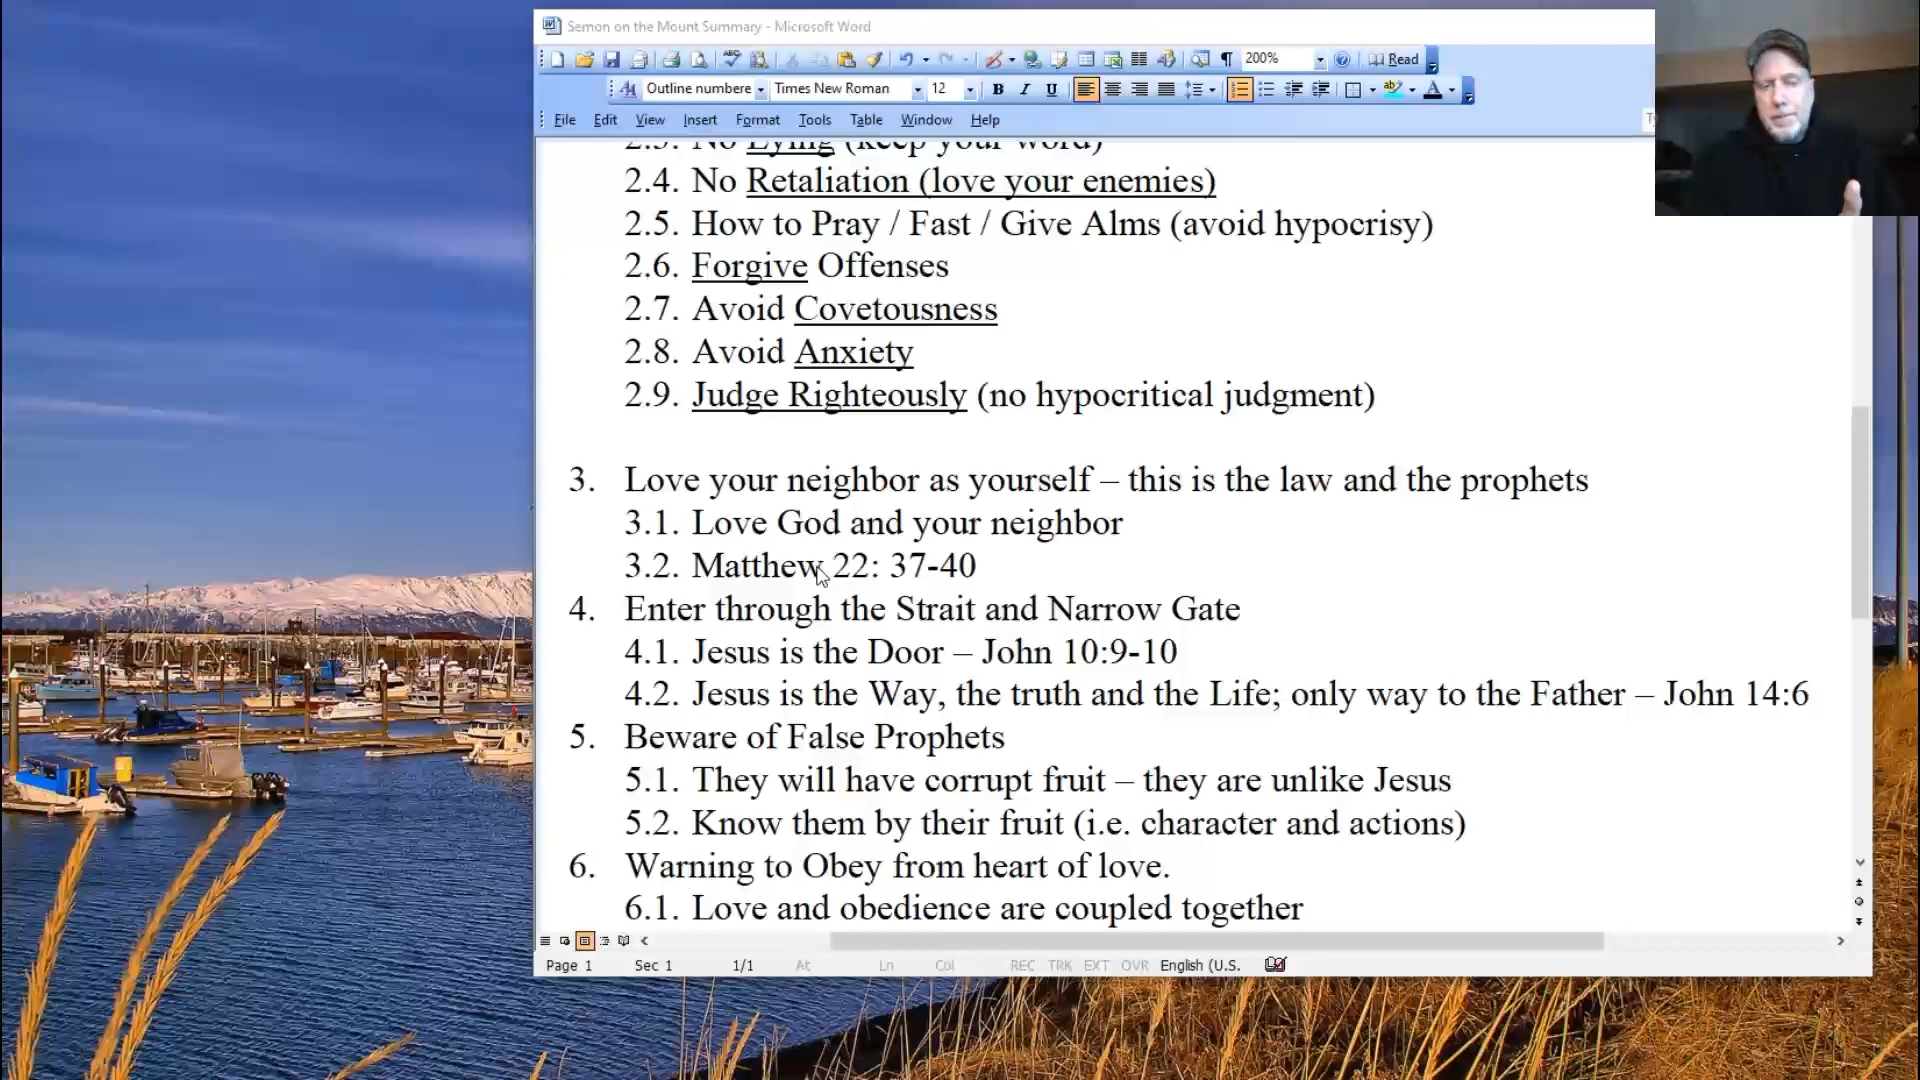 Semon on the Mount Summary - Microsoft Word
200%
Read
Outline numbere
Times New Roman
12
B I U
A
File Edit View Insert Format Tools Table Window Help
Ty
2.3. No Lying (keep your word)
2.4. No Retaliation (love your enemies)
2.5. How to Pray / Fast / Give Alms (avoid hypocrisy)
2.6. Forgive Offenses
2.7. Avoid Covetousness
2.8. Avoid Anxiety
2.9. Judge Righteously (no hypocritical judgment)
3. Love your neighbor as yourself – this is the law and the prophets
3.1. Love God and your neighbor
3.2. Matthew 22: 37-40
4. Enter through the Strait and Narrow Gate
4.1. Jesus is the Door – John 10:9-10
4.2. Jesus is the Way, the truth and the Life; only way to the Father – John 14:6
5. Beware of False Prophets
5.1. They will have corrupt fruit – they are unlike Jesus
5.2. Know them by their fruit (i.e. character and actions)
6. Warning to Obey from heart of love.
6.1. Love and obedience are coupled together
Page 1 Sec 1 1/1 At Ln Col REC TRK EXT OVR English (U.S.